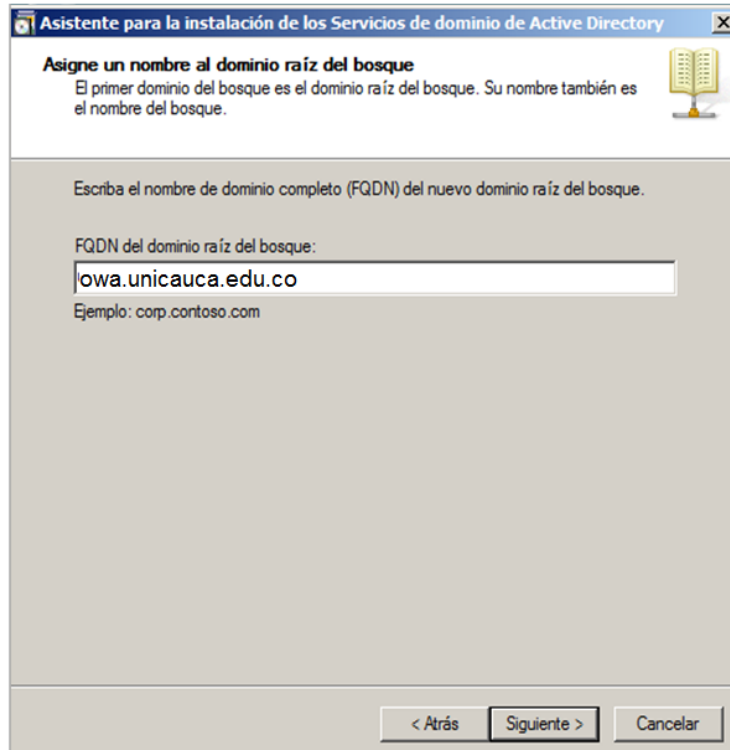 Asistente para la instalación de los Servicios de dominio de Active Directory
Asigne un nombre al dominio raíz del bosque
El primer dominio del bosque es el dominio raíz del bosque. Su nombre también es
el nombre del bosque.
Escriba el nombre de dominio completo (FQDN) del nuevo dominio raíz del bosque.
FQDN del dominio raíz del bosque:
owa.unicauca.edu.co
Ejemplo: corp.contoso.com
< Atrás
Siguiente >
Cancelar